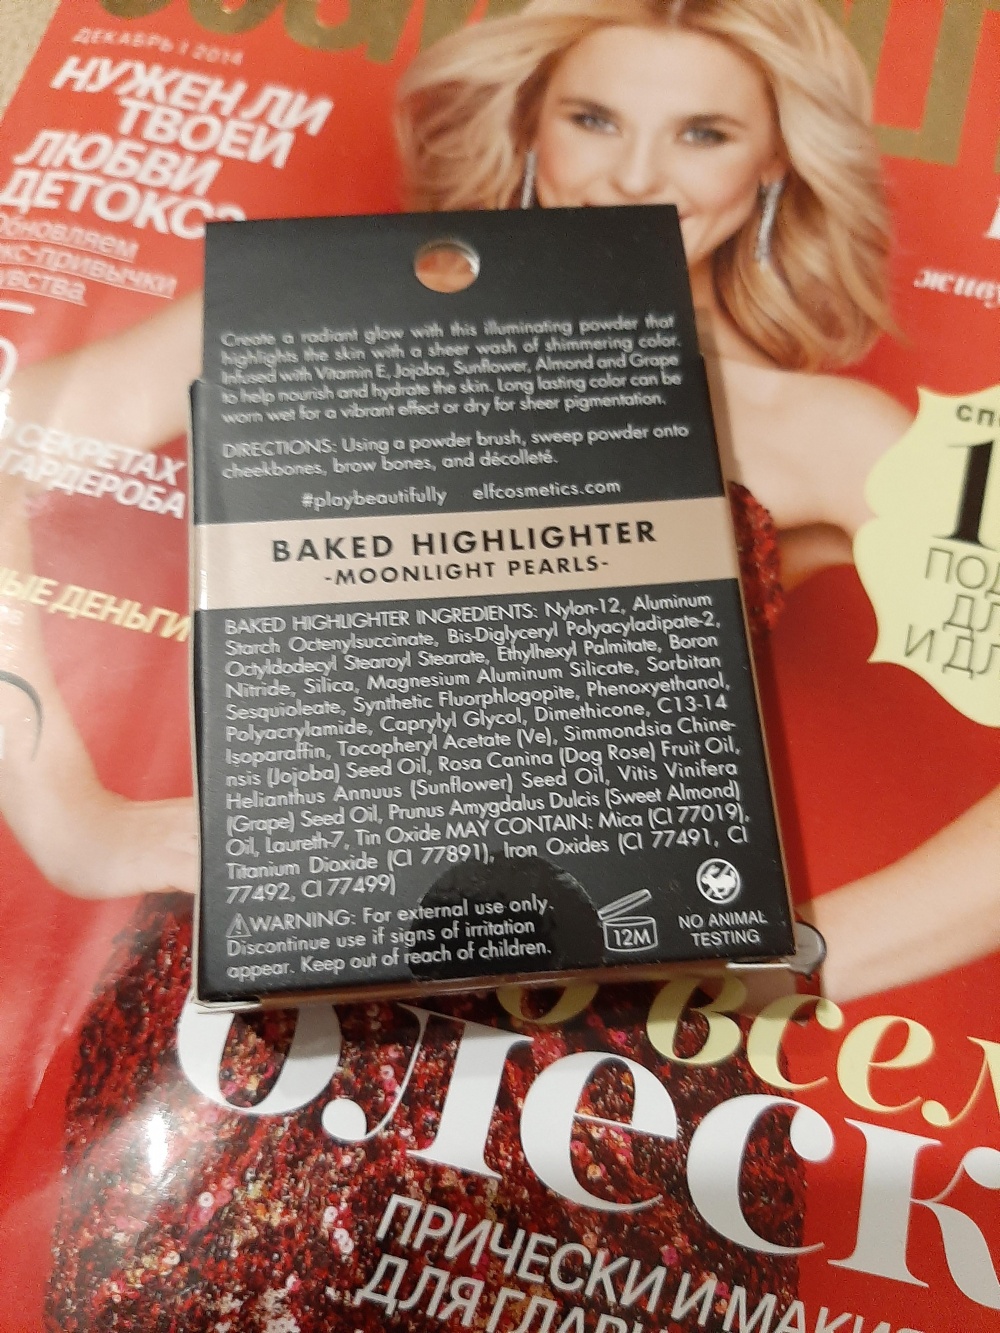 ДЕКАБРЬ 1 2014
НУЖЕН ЛИ
ТВОЕЙ
ЛЮБВИ
ДЕТОКС?
Обновляем
привычки
СЕКРЕТАХ
ГАРДЕРОБА
ДЕНЬГИ
Create a radiant glow with this illuminating powder that
highlights the skin with a sheer wash of shimmering color.
Infused with Vitamin E, Jojoba, Sunflower, Almond and Grape
to help nourish and hydrate the skin. Long lasting color can be
worn wet for a vibrant effect or dry for sheer pigmentation.
DIRECTIONS: Using a powder brush, sweep powder onto
cheekbones, brow bones, and décolleté.
#playbeautifully elfcosmetics.com
BAKED HIGHLIGHTER
-MOONLIGHT PEARLS-
BAKED HIGHLIGHTER INGREDIENTS: Nylon-12, Aluminum
Starch Octenylsuccinate, Bis-Diglyceryl Polyacyladipate-2,
Octyldodecyl Stearoyl Stearate, Ethylhexyl Palmitate, Boron
Nitride, Silica, Magnesium Aluminum Silicate, Sorbitan
Sesquioleate, Synthetic Fluorphlogopite, Phenoxyethanol,
Polyacrylamide, Caprylyl Glycol, Dimethicone, C13-14
Isoparaffin, Tocopheryl Acetate (Ve), Simmondsia Chine-
nsis (Jojoba) Seed Oil, Rosa Canina (Dog Rose) Fruit Oil,
Helianthus Annuus (Sunflower) Seed Oil, Vitis Vinifera
(Grape) Seed Oil, Prunus Amygdalus Dulcis (Sweet Almond)
Oil, Laureth-7, Tin Oxide MAY CONTAIN: Mica (CI 77019),
Titanium Dioxide (CI 77891), Iron Oxides (CI 77491, CI
77492, CI 77499)
WARNING: For external use only.
Discontinue use if signs of irritation
appear. Keep out of reach of children.
12M
NO ANIMAL
TESTING
о всем
блеск
ПРИЧЕСКИ И МАКИ
ДЛЯ